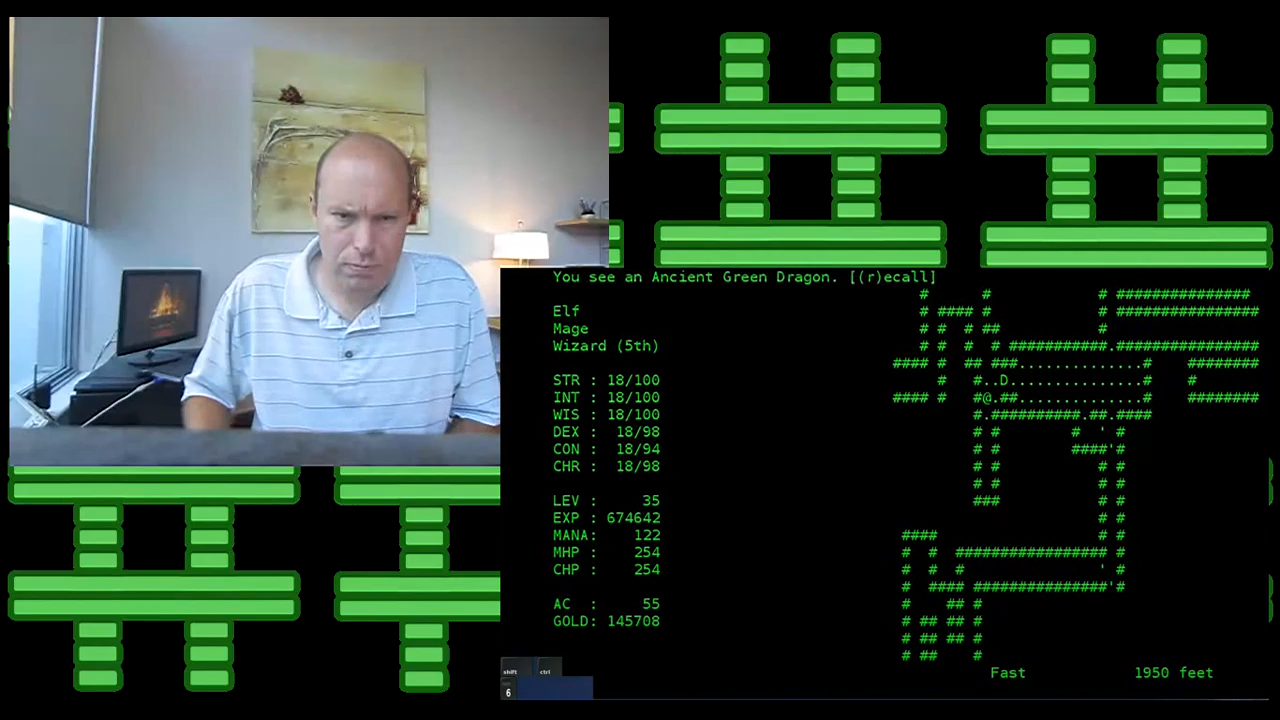 You see an Ancient Green Dragon. [(r)ecall]
Elf
Mage
Wizard (5th)
STR : 18/100
INT : 18/100
WIS : 18/100
DEX : 18/98
CON : 18/94
CHR : 18/98
LEV : 35
EXP : 674642
MANA: 122
MHP : 254
CHP : 254
AC : 55
GOLD: 145708
#..D...............#
#@.##..............#
shift ctrl
6
Fast 1950 feet